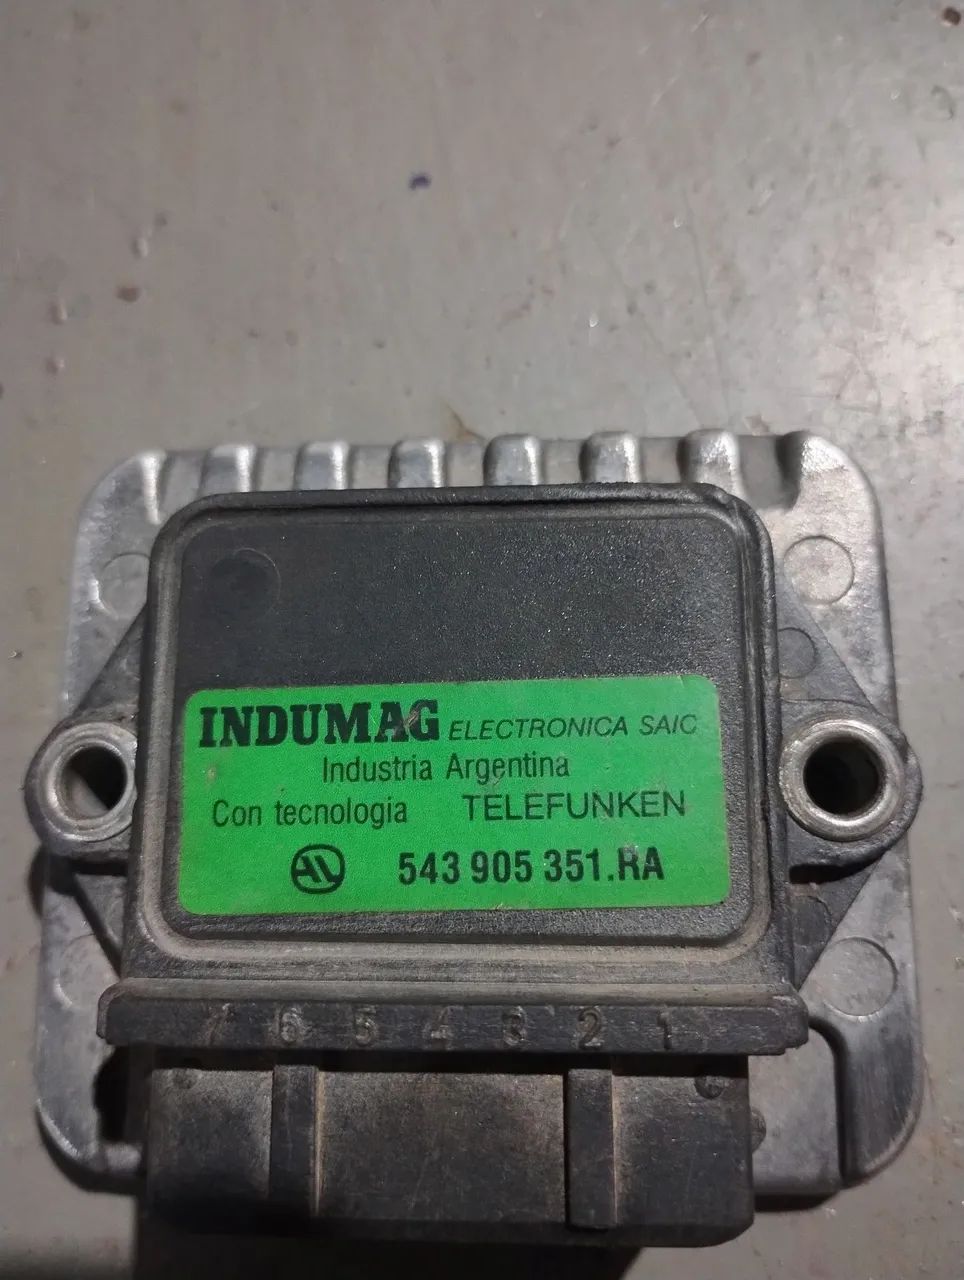 INDUMAG ELECTRONICA SAIC
Industria Argentina
Con tecnologia TELEFUNKEN
543 905 351.RA
7 6 5 4 3 2 1